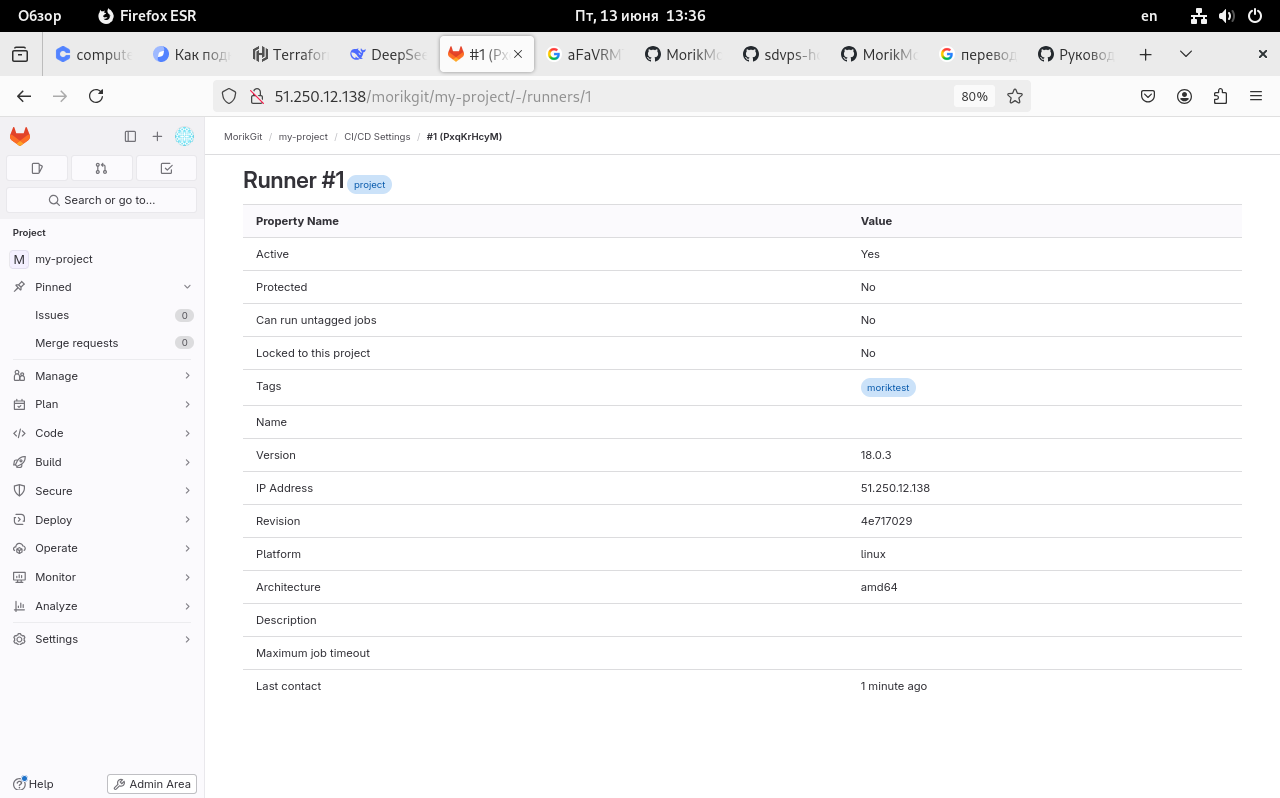 Обзор Firefox ESR Пт, 13 июня 13:36 en
compute Как под Terrafor DeepSee #1 (Px aFaVRM MorikMo sdvps-h MorikMo перевод Руковод
51.250.12.138/morikgit/my-project/-/runners/1 80%
MorikGit / my-project / CI/CD Settings / #1 (PxqKrHcyM)
Search or go to...
Project
M my-project
Pinned
Issues 0
Merge requests 0
Manage
Plan
Code
Build
Secure
Deploy
Operate
Monitor
Analyze
Settings
Help Admin Area
Runner #1 project
Property Name Value
Active Yes
Protected No
Can run untagged jobs No
Locked to this project No
Tags moriktest
Name
Version 18.0.3
IP Address 51.250.12.138
Revision 4e717029
Platform linux
Architecture amd64
Description
Maximum job timeout
Last contact 1 minute ago